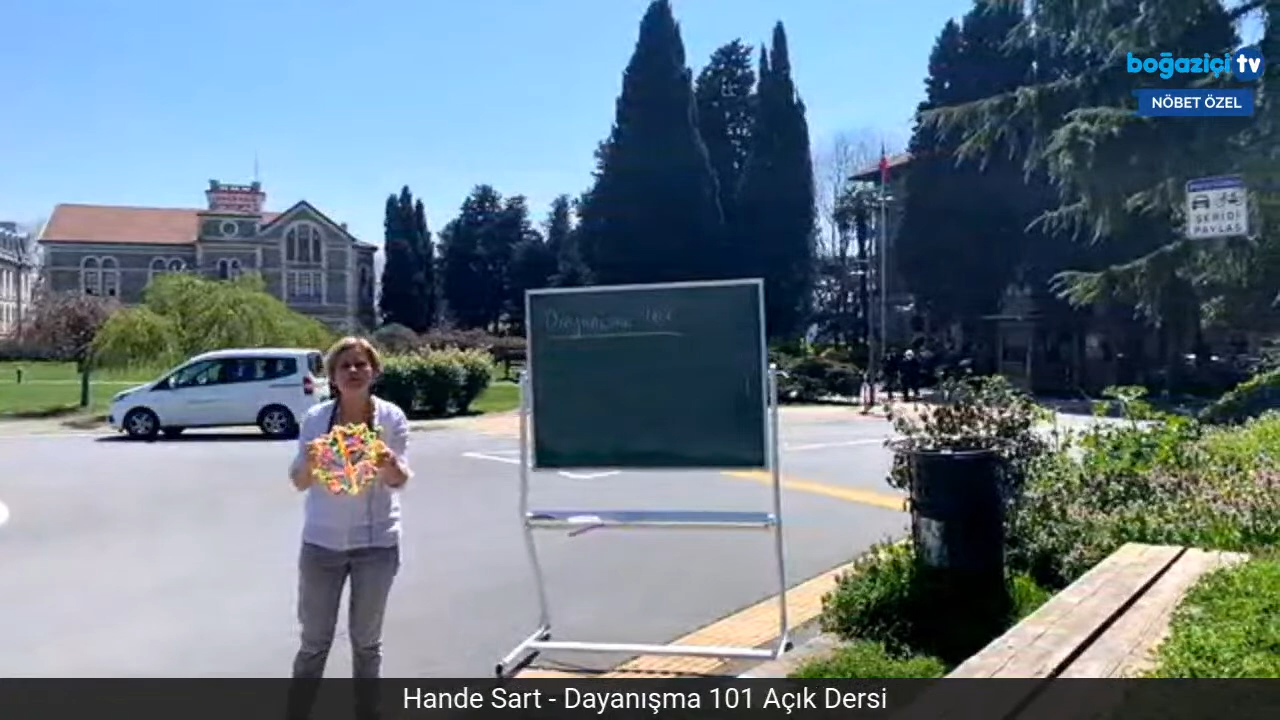 boğaziçi tv
NÖBET ÖZEL
ŞERİDİ
PAYLAŞ
Dayanışma 101
Hande Sart - Dayanışma 101 Açık Dersi